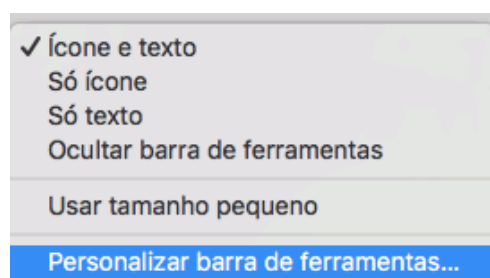 ✓ Ícone e texto
Só ícone
Só texto
Ocultar barra de ferramentas
Usar tamanho pequeno
Personalizar barra de ferramentas...